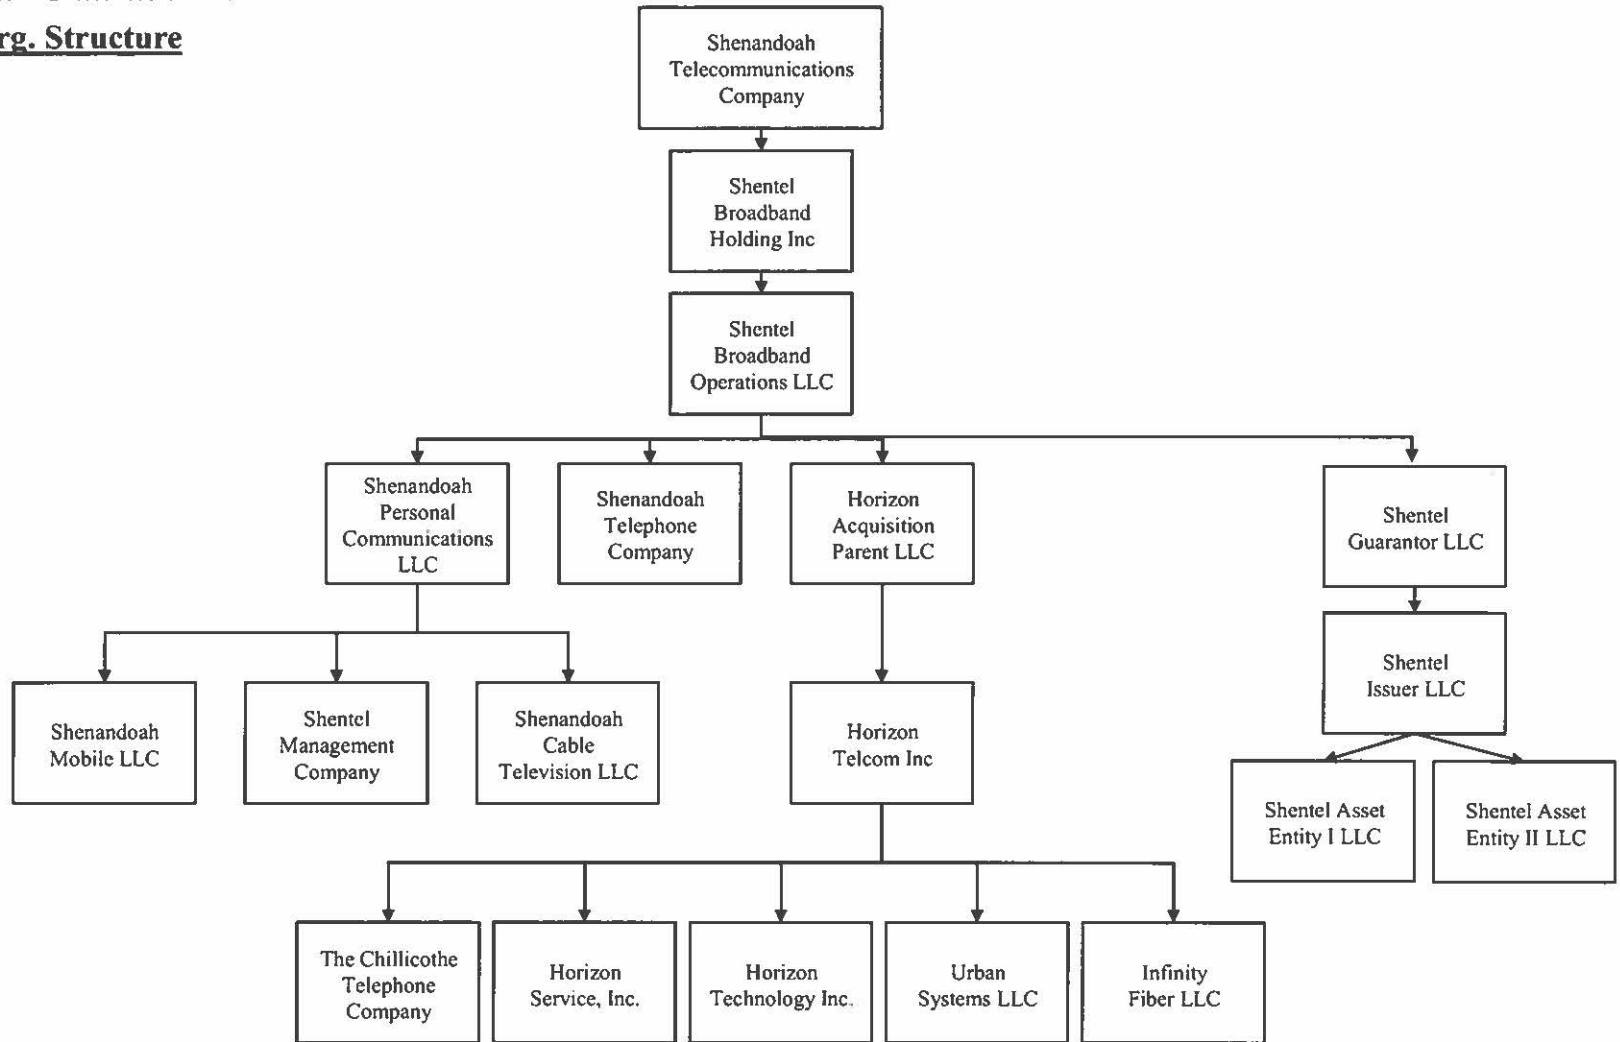 rg. Structure
Shenandoah
Telecommunications
Company
Shentel
Broadband
Holding Inc
Shentel
Broadband
Operations LLC
Shenandoah
Personal
Communications
LLC
Shenandoah
Telephone
Company
Horizon
Acquisition
Parent LLC
Shentel
Guarantor LLC
Shenandoah
Mobile LLC
Shentel
Management
Company
Shenandoah
Cable
Television LLC
Horizon
Telcom Inc
Shentel
Issuer LLC
Shentel Asset
Entity I LLC
Shentel Asset
Entity II LLC
The Chillicothe
Telephone
Company
Horizon
Service, Inc.
Horizon
Technology Inc.
Urban
Systems LLC
Infinity
Fiber LLC